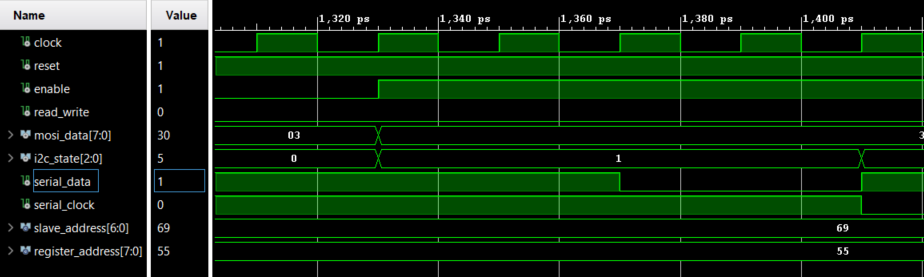 Name Value 1,320 ps 1,340 ps 1,360 ps 1,380 ps 1,400 ps
clock 1
reset 1
enable 1
read_write 0
mosi_data[7:0] 30 03 3
i2c_state[2:0] 5 0 1
serial_data 1
serial_clock 0
slave_address[6:0] 69 69
register_address[7:0] 55 55